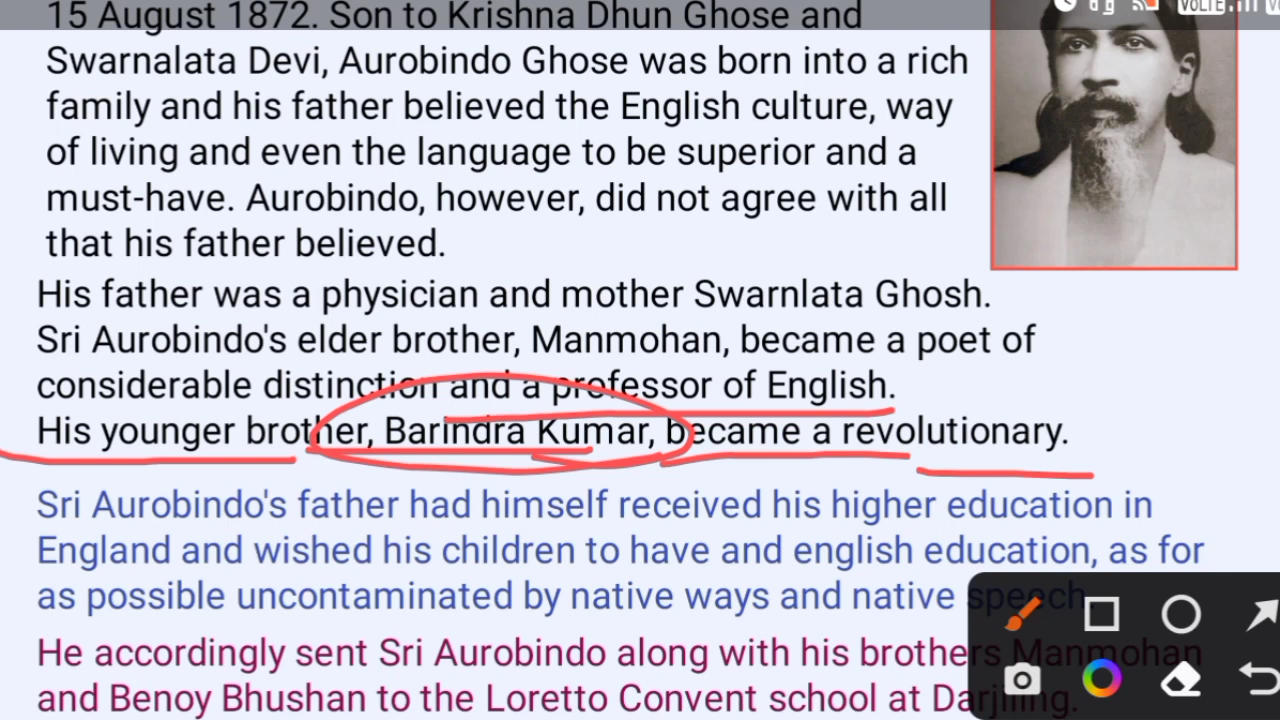 VoLTE
15 August 1872. Son to Krishna Dhun Ghose and
Swarnalata Devi, Aurobindo Ghose was born into a rich
family and his father believed the English culture, way
of living and even the language to be superior and a
must-have. Aurobindo, however, did not agree with all
that his father believed.
His father was a physician and mother Swarnlata Ghosh.
Sri Aurobindo's elder brother, Manmohan, became a poet of
considerable distinction and a professor of English.
His younger brother, Barindra Kumar, became a revolutionary.
Sri Aurobindo's father had himself received his higher education in
England and wished his children to have and english education, as for
as possible uncontaminated by native ways and native speech.
He accordingly sent Sri Aurobindo along with his brothers Manmohan
and Benoy Bhushan to the Loretto Convent school at Darjiling.